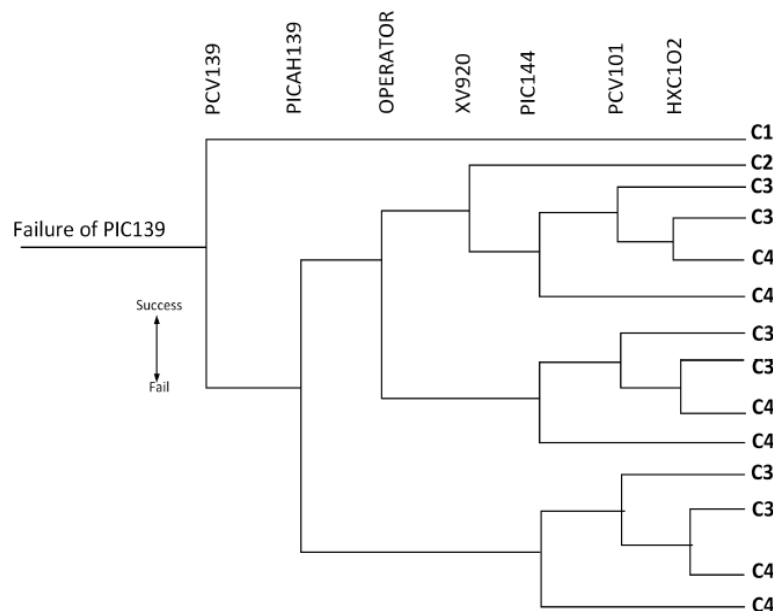 PCV139
PICAH139
OPERATOR
XV920
PIC144
PCV101
HXC1O2
C1
C2
C3
C3
Failure of PIC139
C4
Success
C4
C3
C3
Fail
C4
C4
C3
C3
C4
C4